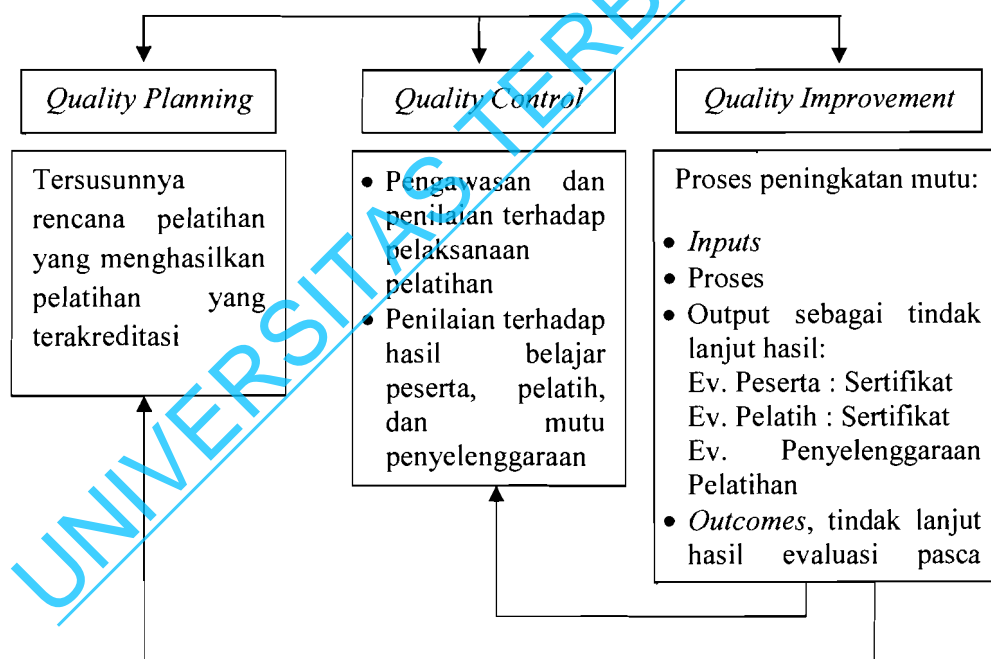 Quality Planning
Tersusunnya
rencana pelatihan
yang menghasilkan
pelatihan yang
terakreditasi
Quality Control
• Pengawasan dan
penilaian terhadap
pelaksanaan
pelatihan
• Penilaian terhadap
hasil belajar
peserta, pelatih,
dan mutu
penyelenggaraan
Quality Improvement
Proses peningkatan mutu:
• Inputs
• Proses
• Output sebagai tindak
lanjut hasil:
Ev. Peserta : Sertifikat
Ev. Pelatih : Sertifikat
Ev. Penyelenggaraan
Pelatihan
• Outcomes, tindak lanjut
hasil evaluasi pasca
UNIVERSITAS TERB